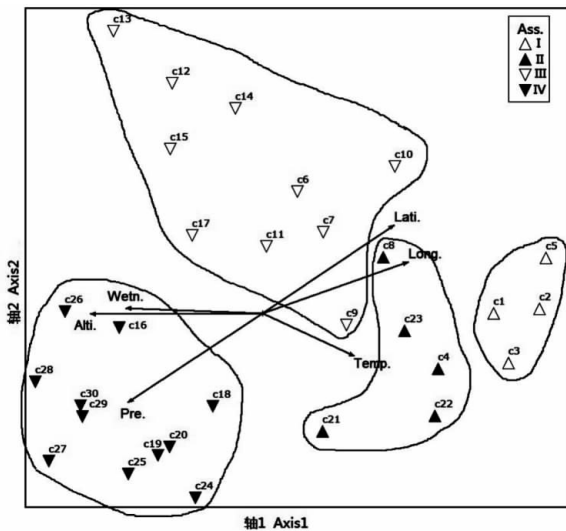 c13
Ass.
I
II
III
IV
c12
c14
c15
c10
c6
c17
c11
c7
Lati.
c8
Long.
c5
c26
Wetn.
Alti.
c16
c9
c23
c1
c2
c3
Temp.
c4
c28
c30
c29
Pre.
c18
c22
c21
c27
c19
c20
c25
c24
轴2 Axis2
轴1 Axis1